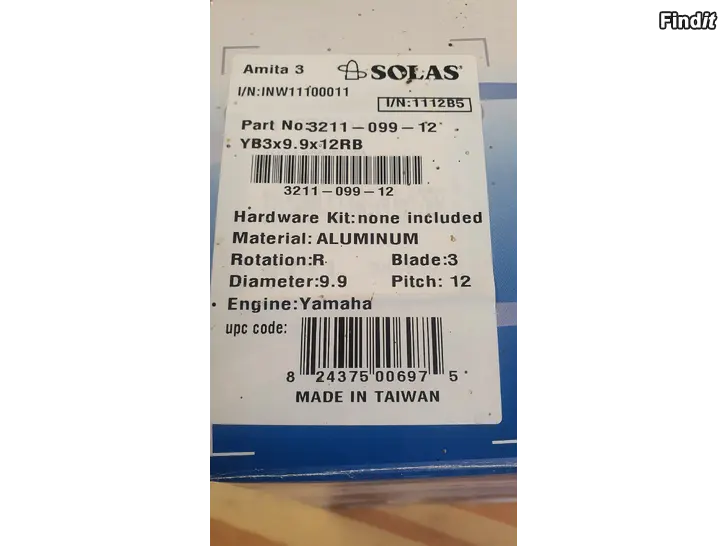 Findit
Amita 3 SOLAS
I/N:INW11100011
I/N:1112B5
Part No:3211-099-12
YB3x9.9x12RB
3211-099-12
Hardware Kit:none included
Material: ALUMINUM
Rotation:R Blade:3
Diameter:9.9 Pitch: 12
Engine:Yamaha
upc code:
8 24375 00697 5
MADE IN TAIWAN